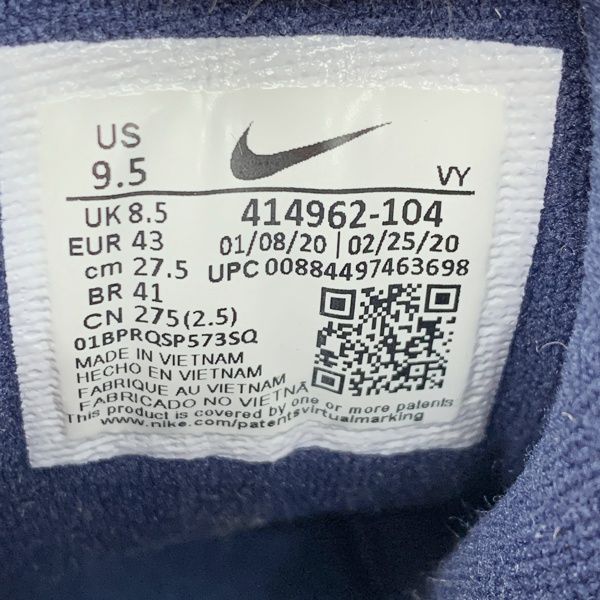 US
9.5
VY
UK 8.5
414962-104
EUR 43
01/08/20 | 02/25/20
cm 27.5
UPC 00884497463698
BR 41
CN 275(2.5)
01BPRQSP573SQ
MADE IN VIETNAM
HECHO EN VIETNAM
FABRIQUE AU VIETNAM
FABRICADO NO VIETNÃ
This product is covered by one or more patents
www.nike.com/patentsvirtualmarking